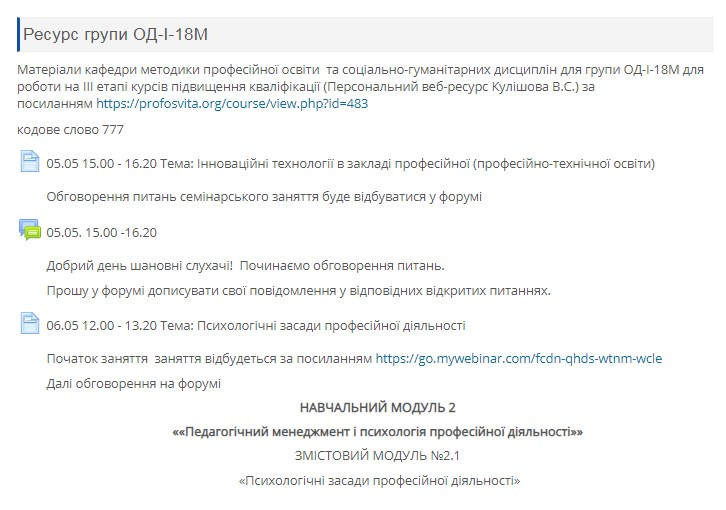 Ресурс групи ОД-І-18М
Матеріали кафедри методики професійної освіти та соціально-гуманітарних дисциплін для групи ОД-І-18М для
роботи на ІІІ етапі курсів підвищення кваліфікації (Персональний веб-ресурс Кулішова В.С.) за
посиланням https://profosvita.org/course/view.php?id=483
кодове слово 777
05.05 15.00 - 16.20 Тема: Інноваційні технології в закладі професійної (професійно-технічної освіти)
Обговорення питань семінарського заняття буде відбуватися у форумі
05.05. 15.00 -16.20
Добрий день шановні слухачі! Починаємо обговорення питань.
Прошу у форумі дописувати свої повідомлення у відповідних відкритих питаннях.
06.05 12.00 - 13.20 Тема: Психологічні засади професійної діяльності
Початок заняття заняття відбудеться за посиланням https://go.mywebinar.com/fcdn-qhds-wtnm-wcle
Далі обговорення на форумі
НАВЧАЛЬНИЙ МОДУЛЬ 2
««Педагогічний менеджмент і психологія професійної діяльності»»
ЗМІСТОВИЙ МОДУЛЬ №2.1
«Психологічні засади професійної діяльності»